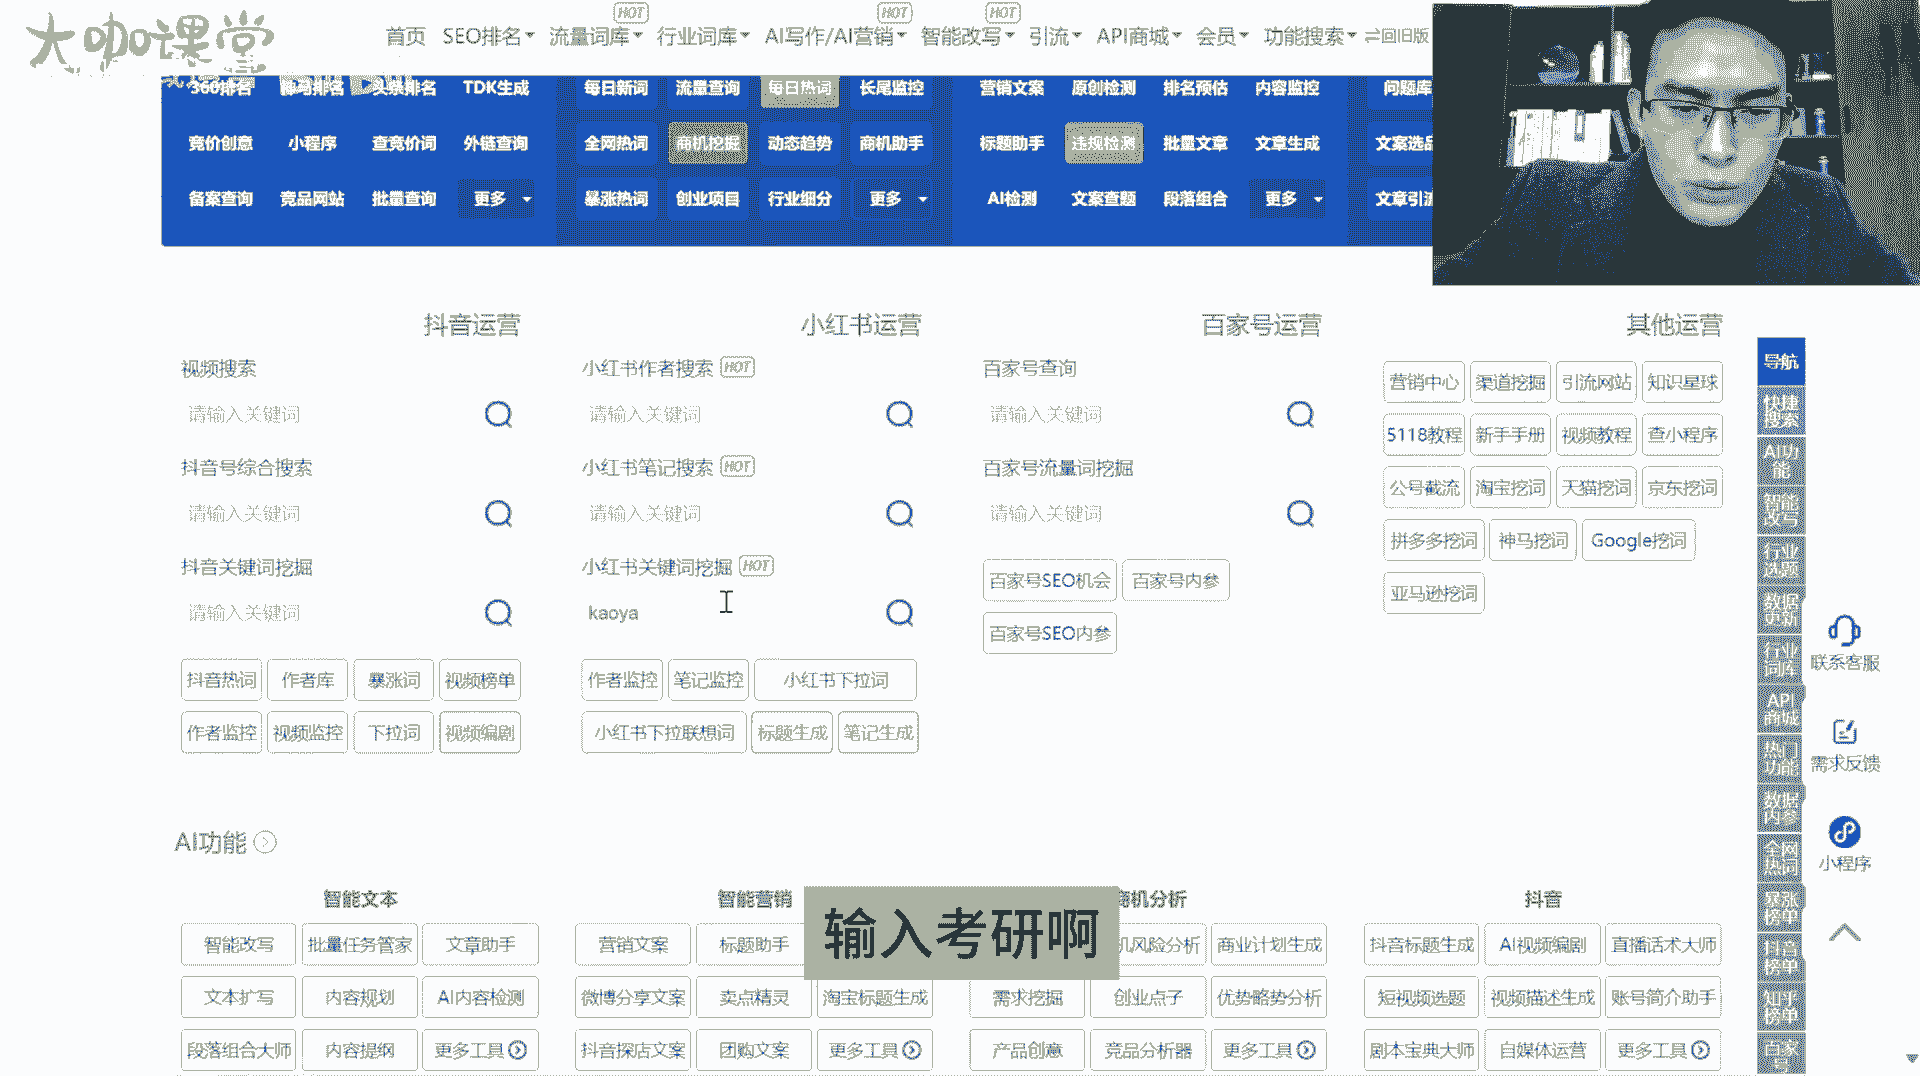 大咖课堂
HOT HOT HOT
首页 SEO排名 流量词库 行业词库 AI写作/AI营销 智能改写 引流 API商城 会员 功能搜索 回旧版
360排名 神马排名 头条排名 TDK生成 每日新词 流量查询 每日热词 长尾监控 营销文案 原创检测 排名预估 内容监控 问题库
竞价创意 小程序 查竞价词 外链查询 全网热词 商机挖掘 动态趋势 商机助手 标题助手 违规检测 批量文章 文章生成 文案选品
备案查询 竞品网站 批量查询 更多 暴涨热词 创业项目 行业细分 更多 AI检测 文案查题 段落组合 更多 文章引流
抖音运营 小红书运营 百家号运营 其他运营
视频搜索 小红书作者搜索 HOT 百家号查询
请输入关键词 请输入关键词 请输入关键词
抖音号综合搜索 小红书笔记搜索 HOT 百家号流量词挖掘
请输入关键词 请输入关键词 请输入关键词
抖音关键词挖掘 小红书关键词挖掘 HOT
请输入关键词 kaoya
百家号SEO机会 百家号内参
百家号SEO内参
营销中心 渠道挖掘 引流网站 知识星球
5118教程 新手手册 视频教程 查小程序
公号截流 淘宝挖词 天猫挖词 京东挖词
拼多多挖词 神马挖词 Google挖词
亚马逊挖词
抖音热词 作者库 暴涨词 视频榜单 作者监控 笔记监控 小红书下拉词
作者监控 视频监控 下拉词 视频编剧 小红书下拉联想词 标题生成 笔记生成
导航
快捷搜索
AI功能
智能改写
行业选题
数据更新
行业词库
API商城
热门功能
数据内参
全网热词
暴涨榜单
抖音榜单
知乎榜单
百家
联系客服
需求反馈
小程序
AI功能
智能文本 智能营销 商机分析 抖音
智能改写 批量任务管家 文章助手 营销文案 标题助手 机风险分析 商业计划生成 抖音标题生成 AI视频编剧 直播话术大师
输入考研啊
文本扩写 内容规划 AI内容检测 微博分享文案 卖点精灵 淘宝标题生成 需求挖掘 创业点子 优势略势分析 短视频选题 视频描述生成 账号简介助手
段落组合大师 内容提纲 更多工具 抖音探店文案 团购文案 更多工具 产品创意 竞品分析器 更多工具 剧本宝典大师 自媒体运营 更多工具